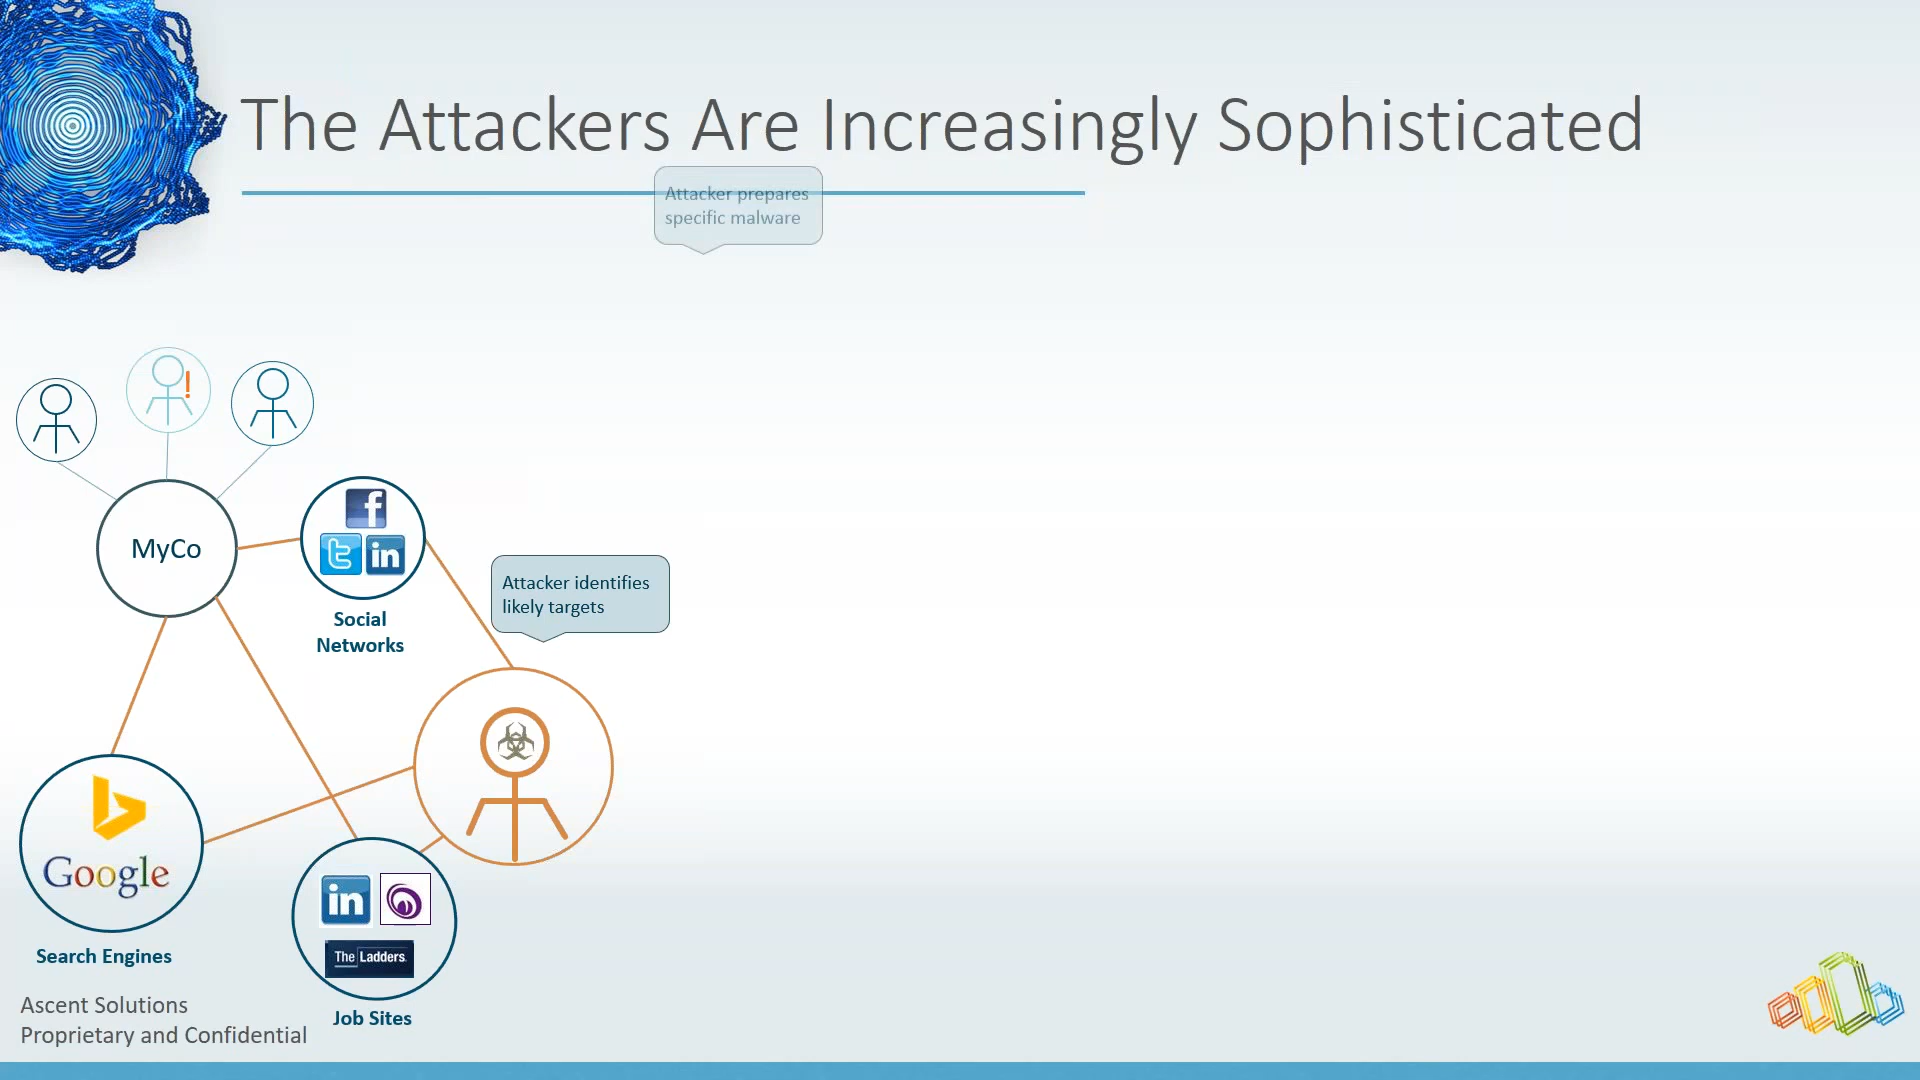 The Attackers Are Increasingly Sophisticated
Attacker prepares
specific malware
!
MyCo
f
t
in
Social
Networks
Attacker identifies
likely targets
Google
Search Engines
in
The Ladders
Job Sites
Ascent Solutions
Proprietary and Confidential